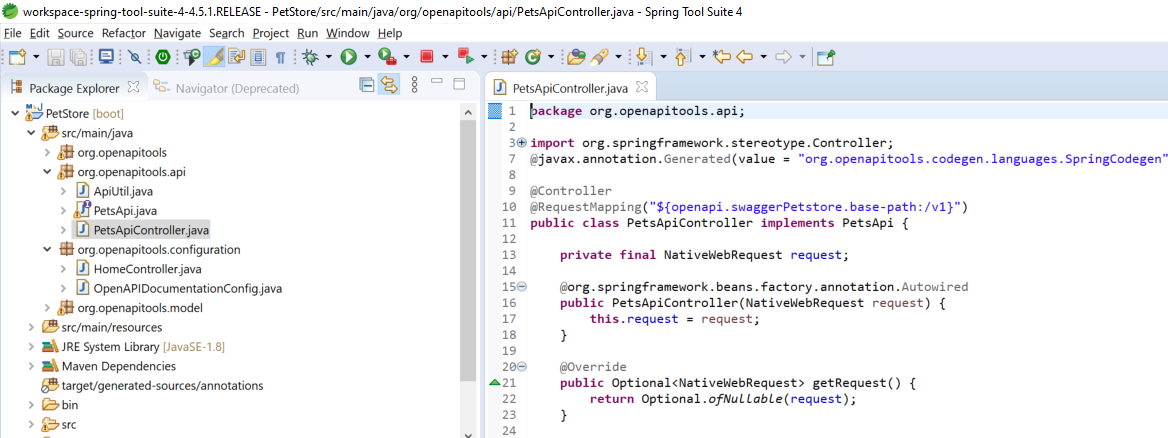 workspace-spring-tool-suite-4-4.5.1.RELEASE - PetStore/src/main/java/org/openapitools/api/PetsApiController.java - Spring Tool Suite 4
File Edit Source Refactor Navigate Search Project Run Window Help
Package Explorer
Navigator (Deprecated)
PetStore [boot]
src/main/java
org.openapitools
org.openapitools.api
ApiUtil.java
PetsApi.java
PetsApiController.java
org.openapitools.configuration
HomeController.java
OpenAPIDocumentationConfig.java
org.openapitools.model
src/main/resources
JRE System Library [JavaSE-1.8]
Maven Dependencies
target/generated-sources/annotations
bin
src
PetsApiController.java
1 package org.openapitools.api;
2
3 import org.springframework.stereotype.Controller;
7 @javax.annotation.Generated(value = "org.openapitools.codegen.languages.SpringCodegen"
8
9 @Controller
10 @RequestMapping("${openapi.swaggerPetstore.base-path:/v1}")
11 public class PetsApiController implements PetsApi {
12
13 private final NativeWebRequest request;
14
15 @org.springframework.beans.factory.annotation.Autowired
16 public PetsApiController(NativeWebRequest request) {
17 this.request = request;
18 }
19
20 @Override
21 public Optional<NativeWebRequest> getRequest() {
22 return Optional.ofNullable(request);
23 }
24